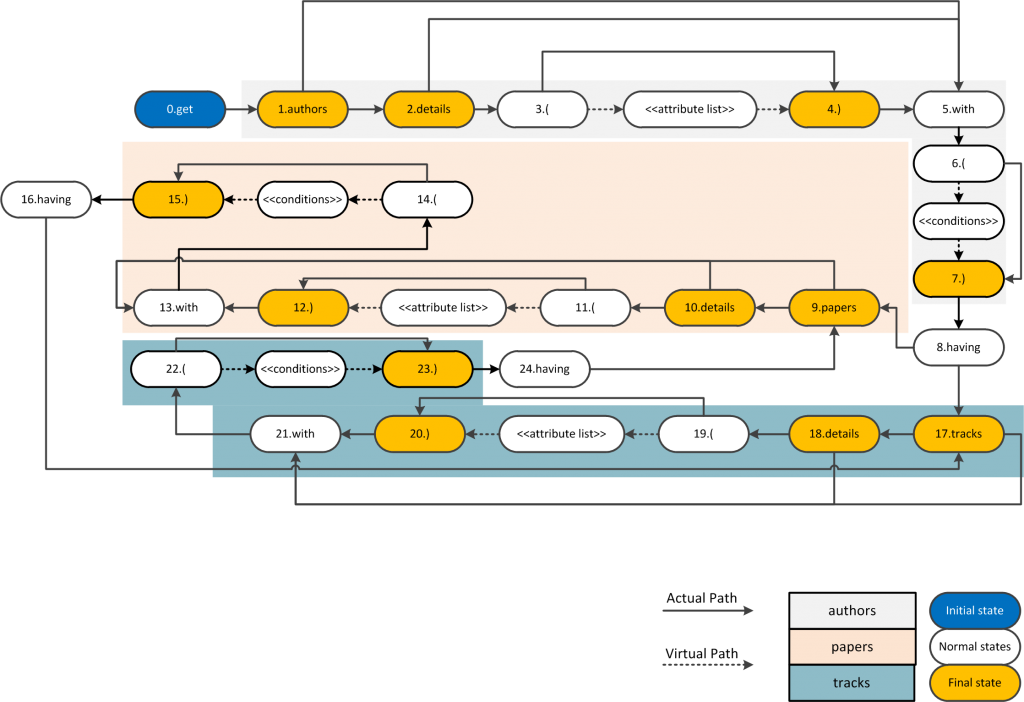 0.get
1.authors
2.details
3.(
<<attribute list>>
4.)
5.with
6.(
<<conditions>>
7.)
16.having
15.)
<<conditions>>
14.(
13.with
12.)
<<attribute list>>
11.(
10.details
9.papers
8.having
22.(
<<conditions>>
23.)
24.having
21.with
20.)
<<attribute list>>
19.(
18.details
17.tracks
Actual Path
Virtual Path
authors
papers
tracks
Initial state
Normal states
Final state